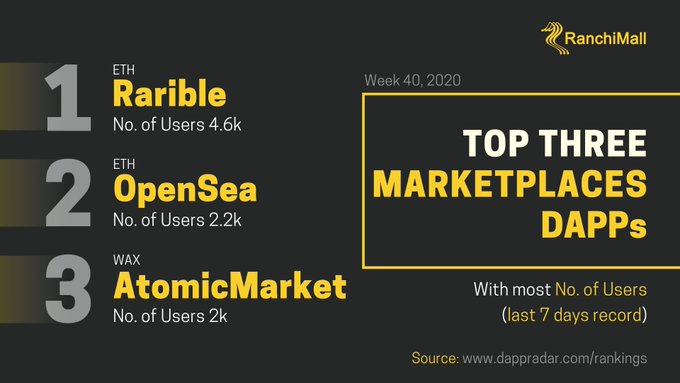 RanchiMall
1
ETH
Rarible
No. of Users 4.6k
2
ETH
OpenSea
No. of Users 2.2k
3
WAX
AtomicMarket
No. of Users 2k
Week 40, 2020
TOP THREE
MARKETPLACES
DAPPs
With most No. of Users
(last 7 days record)
Source: www.dappradar.com/rankings